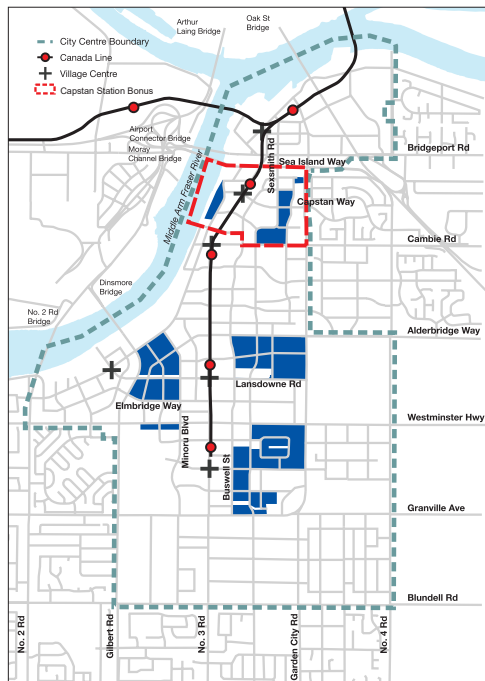 Arthur
Laing Bridge
Oak St
Bridge
City Centre Boundary
Canada Line
Village Centre
Capstan Station Bonus
Airport
Connector Bridge
Moray
Channel Bridge
Sexsmith Rd
Bridgeport Rd
Sea Island Way
Middle Arm Fraser River
Capstan Way
Cambie Rd
Dinsmore
Bridge
No. 2 Rd
Bridge
Alderbridge Way
Lansdowne Rd
Elmbridge Way
Westminster Hwy
Minoru Blvd
Buswell St
Granville Ave
Blundell Rd
No. 2 Rd
Gilbert Rd
No. 3 Rd
Garden City Rd
No. 4 Rd